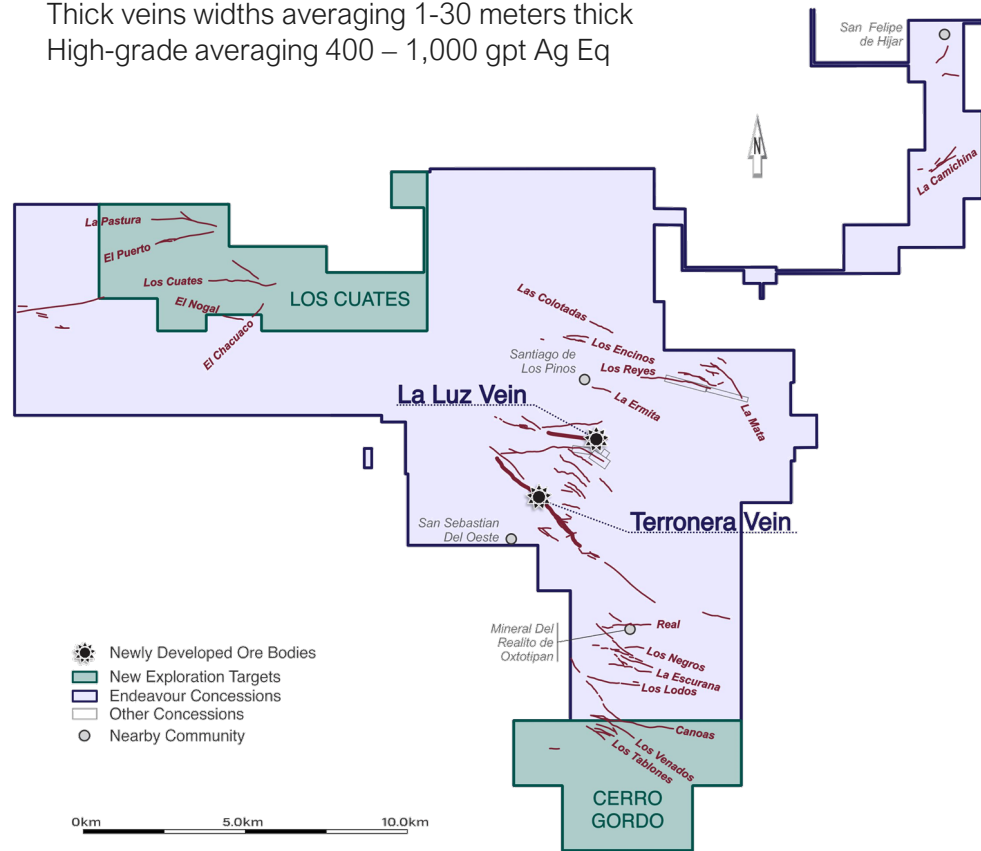 Thick veins widths averaging 1-30 meters thick
High-grade averaging 400 – 1,000 gpt Ag Eq
San Felipe
de Hijar
N
La Camichina
La Pastura
El Puerto
Los Cuates
LOS CUATES
El Nogal
El Chacuaco
Las Colotadas
Los Encinos
Santiago de
Los Pinos
Los Reyes
La Ermita
La Mata
La Luz Vein
Terronera Vein
San Sebastian
Del Oeste
Mineral Del
Realito de
Oxtotipan
Real
Los Negros
La Escurana
Los Lodos
Canoas
Los Venados
Los Tablones
CERRO
GORDO
Newly Developed Ore Bodies
New Exploration Targets
Endeavour Concessions
Other Concessions
Nearby Community
0km 5.0km 10.0km